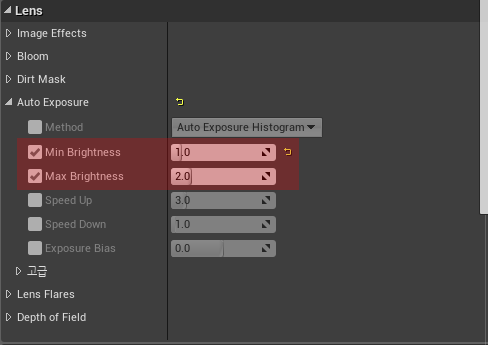 Lens
Image Effects
Bloom
Dirt Mask
Auto Exposure
Method Auto Exposure Histogram
Min Brightness 1.0
Max Brightness 2.0
Speed Up 3.0
Speed Down 1.0
Exposure Bias 0.0
고급
Lens Flares
Depth of Field